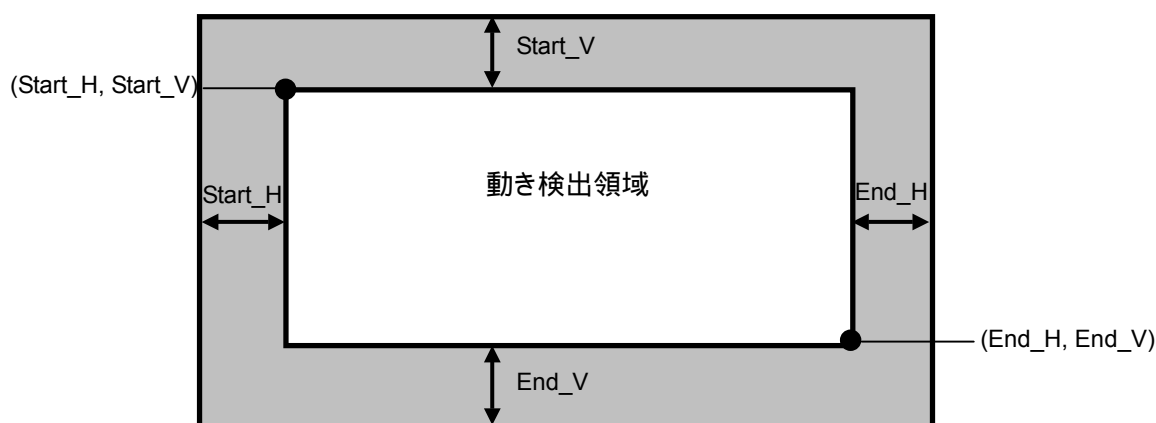 Start_V
(Start_H, Start_V)
動き検出領域
Start_H
End_H
(End_H, End_V)
End_V